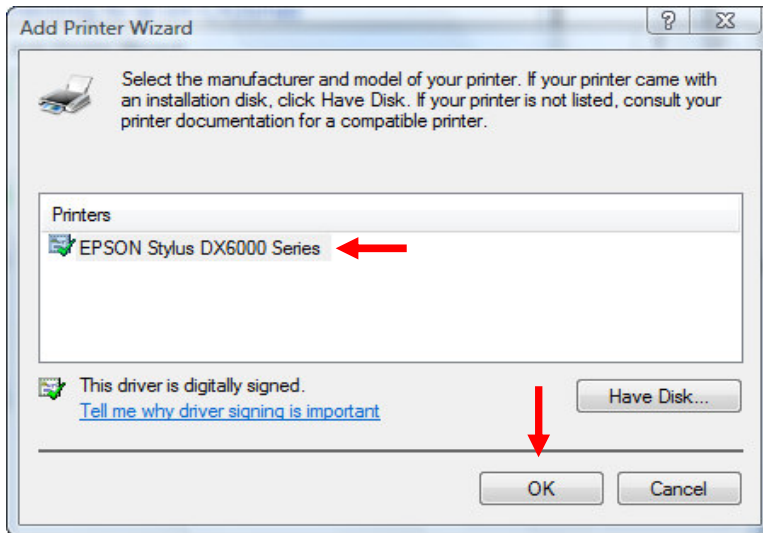 Add Printer Wizard
Select the manufacturer and model of your printer. If your printer came with
an installation disk, click Have Disk. If your printer is not listed, consult your
printer documentation for a compatible printer.
Printers
EPSON Stylus DX6000 Series
This driver is digitally signed.
Have Disk...
Tell me why driver signing is important
OK
Cancel